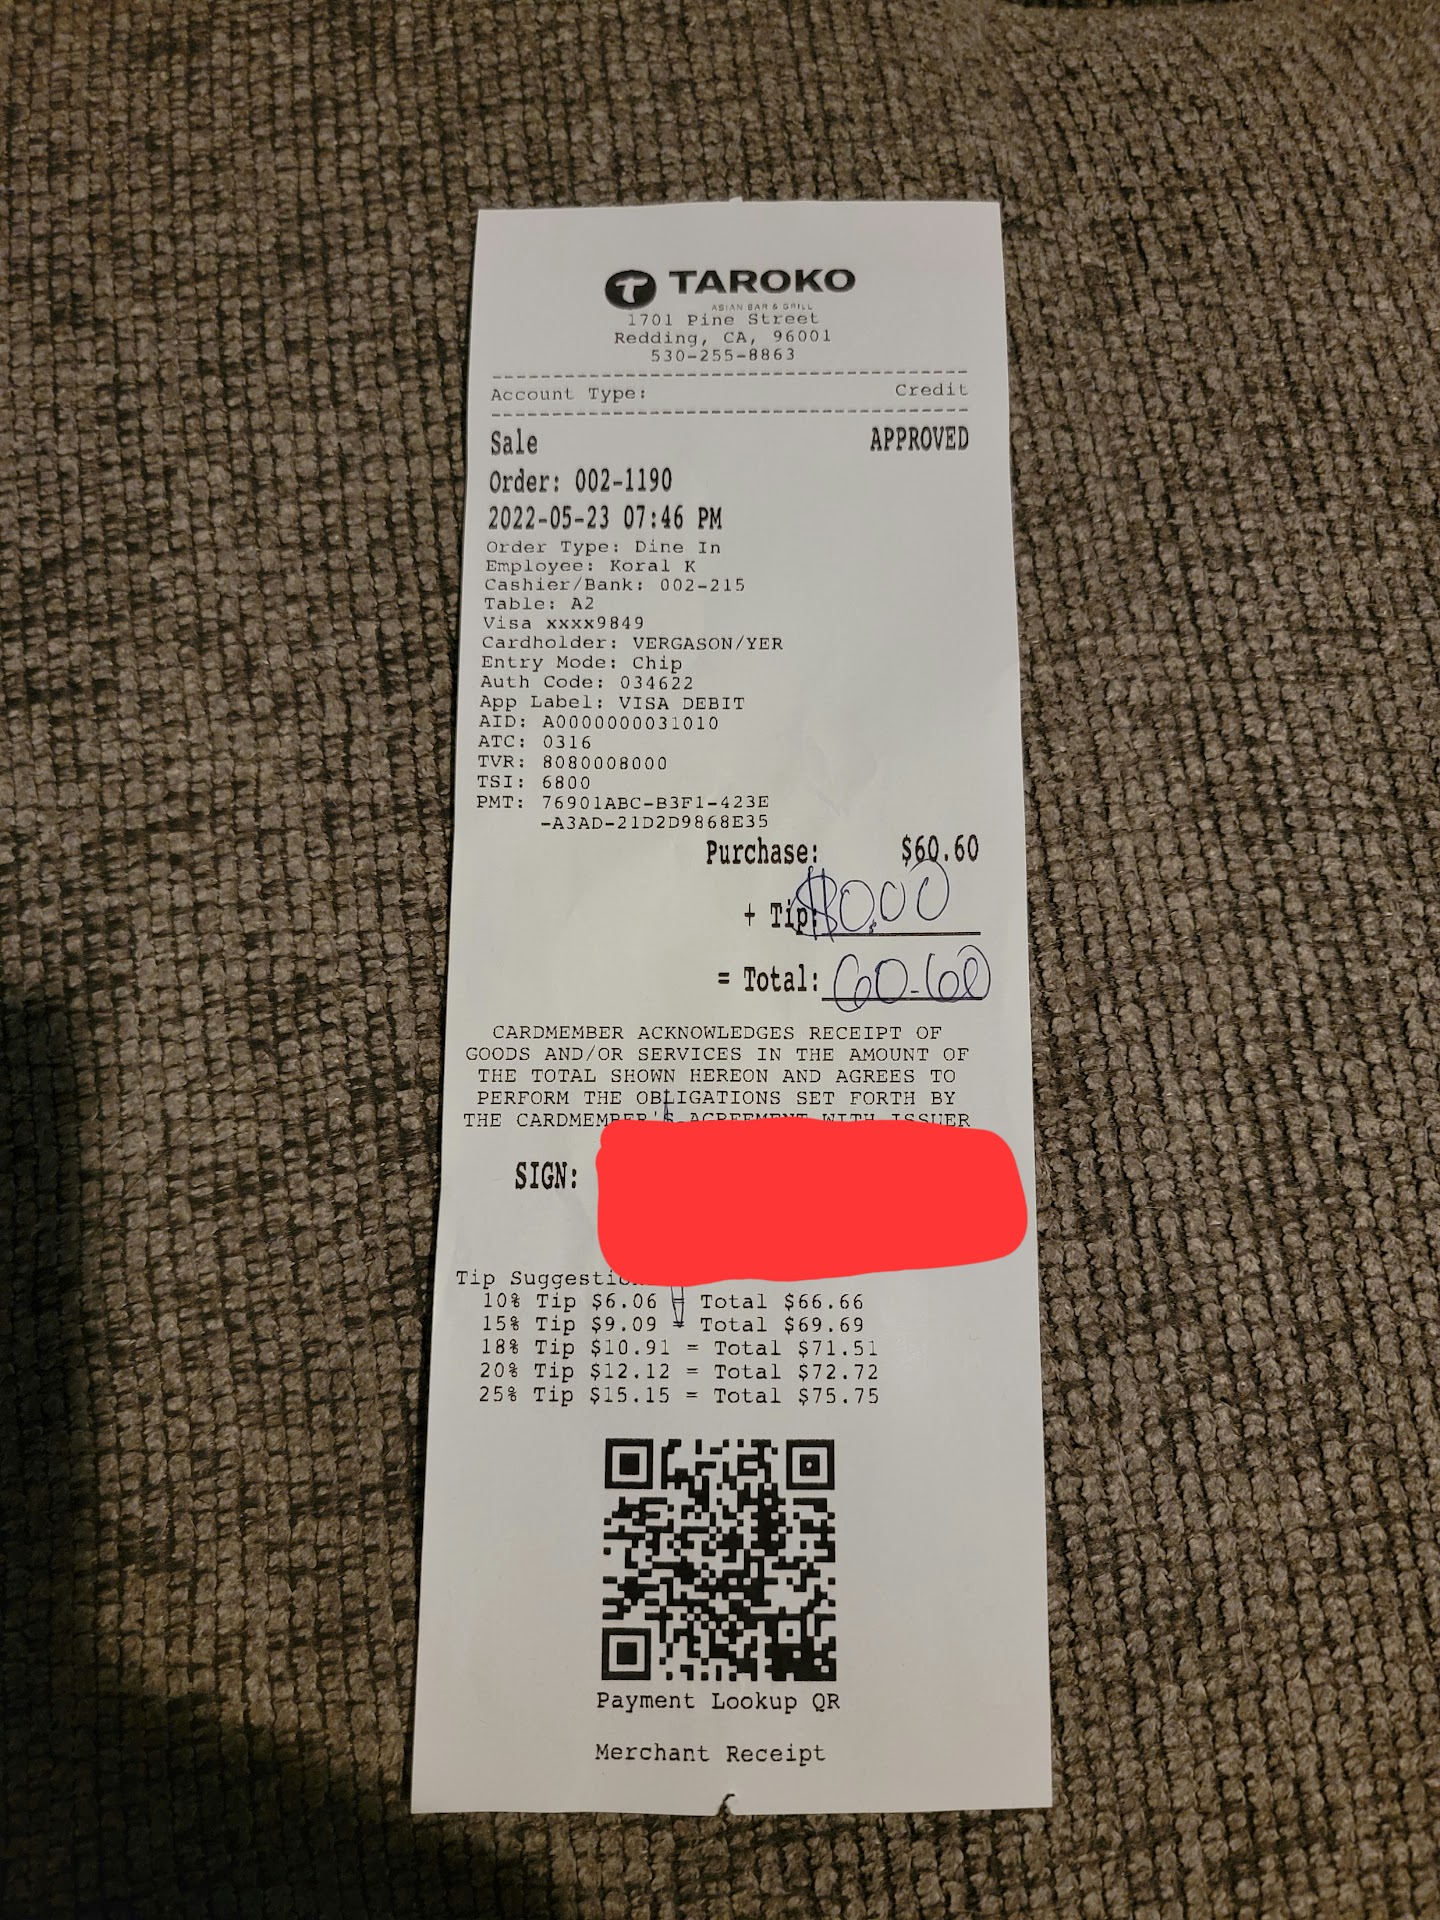 TAROKO
ASIAN BAR & GRILL
1701 Pine Street
Redding, CA, 96001
530-255-8863
Account Type: Credit
Sale APPROVED
Order: 002-1190
2022-05-23 07:46 PM
Order Type: Dine In
Employee: Koral K
Cashier/Bank: 002-215
Table: A2
Visa xxxx9849
Cardholder: VERGASON/YER
Entry Mode: Chip
Auth Code: 034622
App Label: VISA DEBIT
AID: A0000000031010
ATC: 0316
TVR: 8080008000
TSI: 6800
PMT: 76901ABC-B3F1-423E
-A3AD-21D2D9868E35
Purchase: $60.60
+ Tip: $0.00
= Total: 60.60
CARDMEMBER ACKNOWLEDGES RECEIPT OF
GOODS AND/OR SERVICES IN THE AMOUNT OF
THE TOTAL SHOWN HEREON AND AGREES TO
PERFORM THE OBLIGATIONS SET FORTH BY
THE CARDMEMBER'S AGREEMENT WITH ISSUER
SIGN:
Tip
10% Tip $6.06 = Total $66.66
15% Tip $9.09 = Total $69.69
18% Tip $10.91 = Total $71.51
20% Tip $12.12 = Total $72.72
25% Tip $15.15 = Total $75.75
Payment Lookup QR
Merchant Receipt